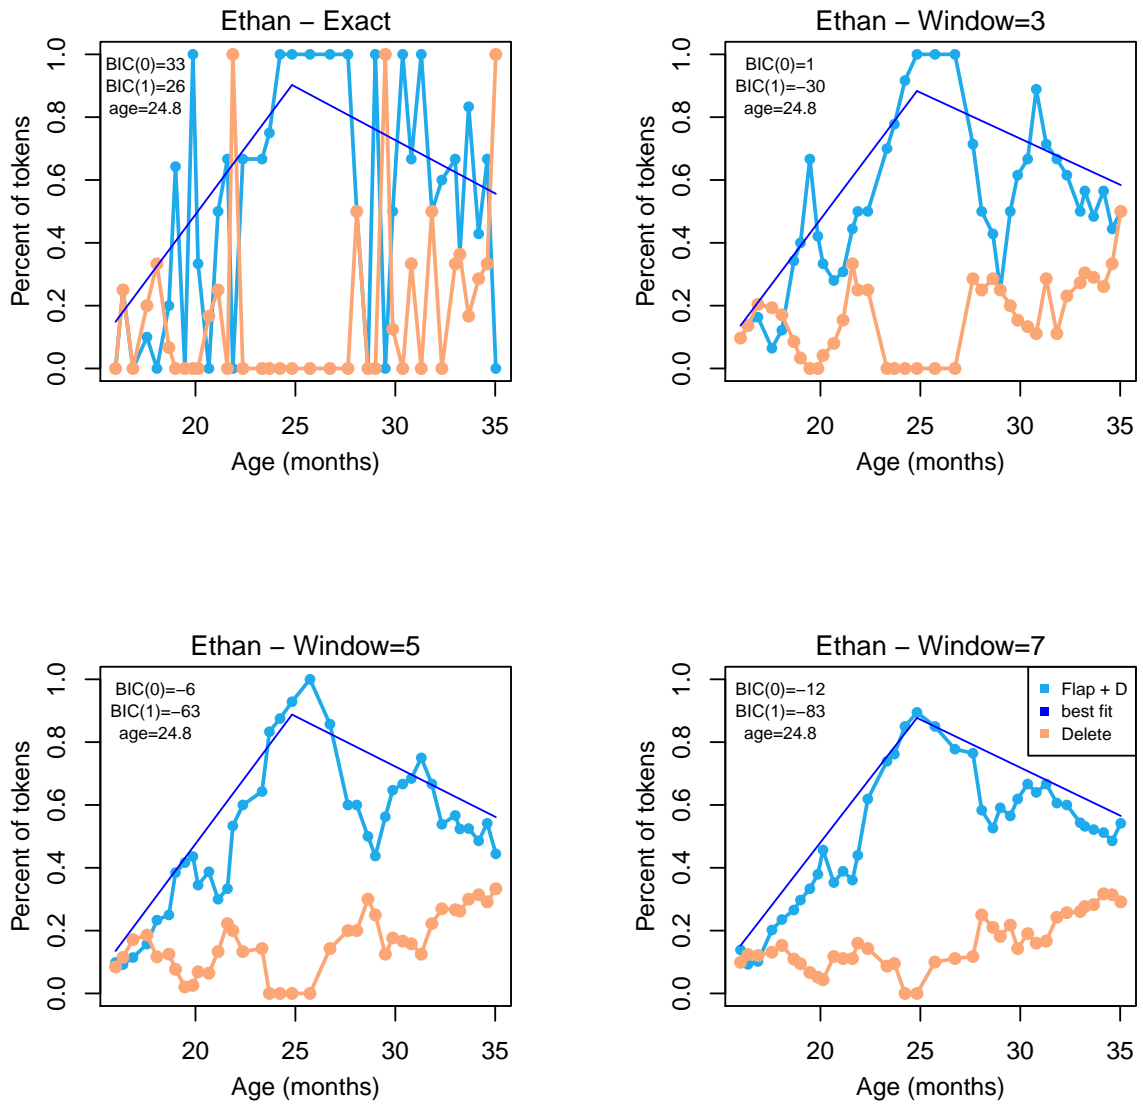 Ethan − Exact
BIC(0)=33
BIC(1)=26
age=24.8
Percent of tokens
0.0 0.2 0.4 0.6 0.8 1.0
20 25 30 35
Age (months)
Ethan − Window=3
BIC(0)=1
BIC(1)=−30
age=24.8
Percent of tokens
0.0 0.2 0.4 0.6 0.8 1.0
20 25 30 35
Age (months)
Ethan − Window=5
BIC(0)=−6
BIC(1)=−63
age=24.8
Percent of tokens
0.0 0.2 0.4 0.6 0.8 1.0
20 25 30 35
Age (months)
Ethan − Window=7
BIC(0)=−12
BIC(1)=−83
age=24.8
Flap + D
best fit
Delete
Percent of tokens
0.0 0.2 0.4 0.6 0.8 1.0
20 25 30 35
Age (months)